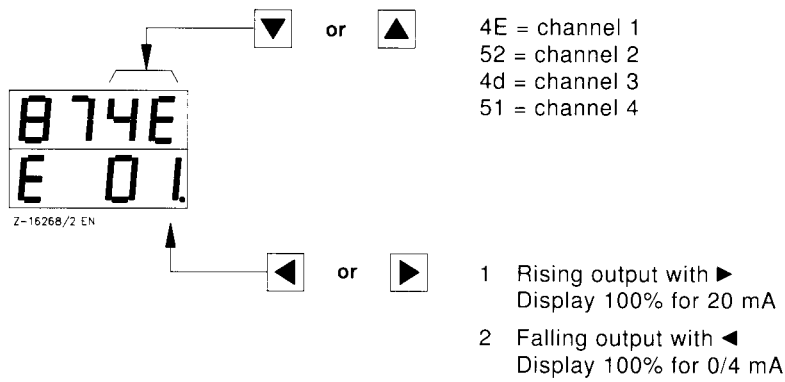 ▼ or ▲
4E = channel 1
52 = channel 2
4d = channel 3
51 = channel 4
874E
E 01.
Z-16268/2 EN
◄ or ►
1 Rising output with ►
Display 100% for 20 mA
2 Falling output with ◄
Display 100% for 0/4 mA